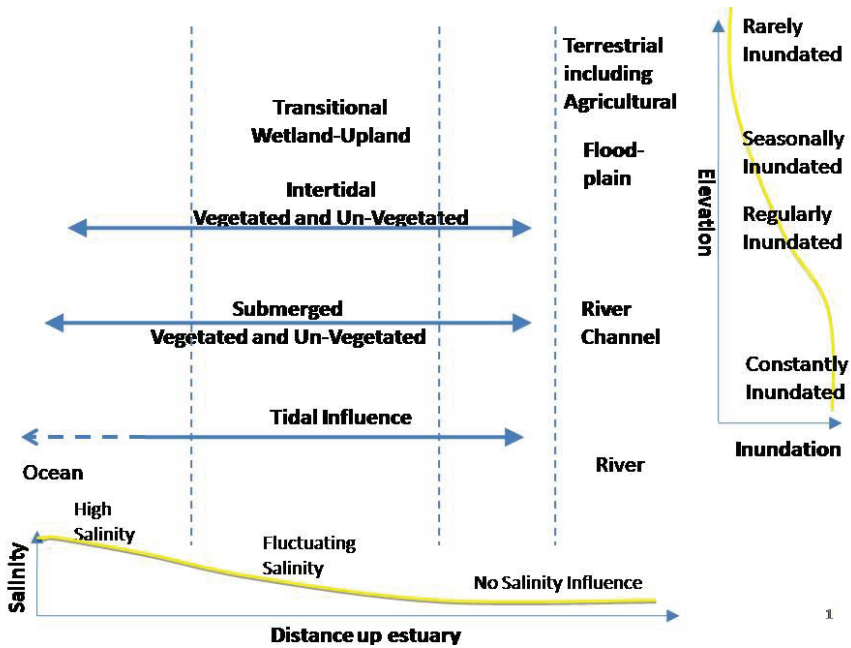 Terrestrial
including
Agricultural
Transitional
Wetland-Upland
Flood-
plain
Intertidal
Vegetated and Un-Vegetated
Submerged
Vegetated and Un-Vegetated
River
Channel
Tidal Influence
Ocean
River
High
Salinity
Fluctuating
Salinity
No Salinity Influence
Salinity
Distance up estuary
Rarely
Inundated
Seasonally
Inundated
Regularly
Inundated
Constantly
Inundated
Elevation
Inundation
1